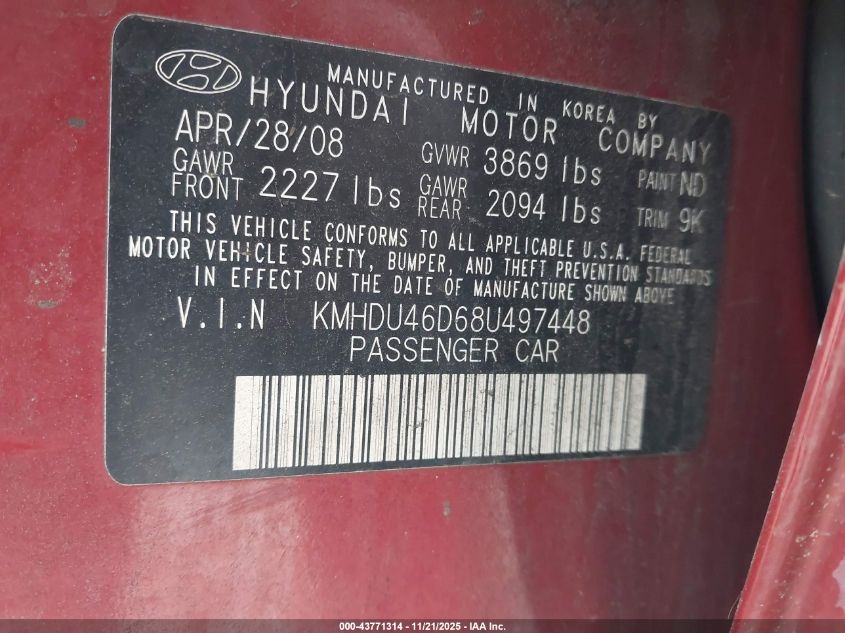 MANUFACTURED IN KOREA BY
HYUNDAI MOTOR COMPANY
APR/28/08 GVWR 3869 lbs PAINT ND
GAWR FRONT 2227 lbs GAWR REAR 2094 lbs TRIM 9K
THIS VEHICLE CONFORMS TO ALL APPLICABLE U.S.A. FEDERAL
MOTOR VEHICLE SAFETY, BUMPER, AND THEFT PREVENTION STANDARDS
IN EFFECT ON THE DATE OF MANUFACTURE SHOWN ABOVE
V.I.N KMHDU46D68U497448
PASSENGER CAR
000-43771314 - 11/21/2025 - IAA Inc.